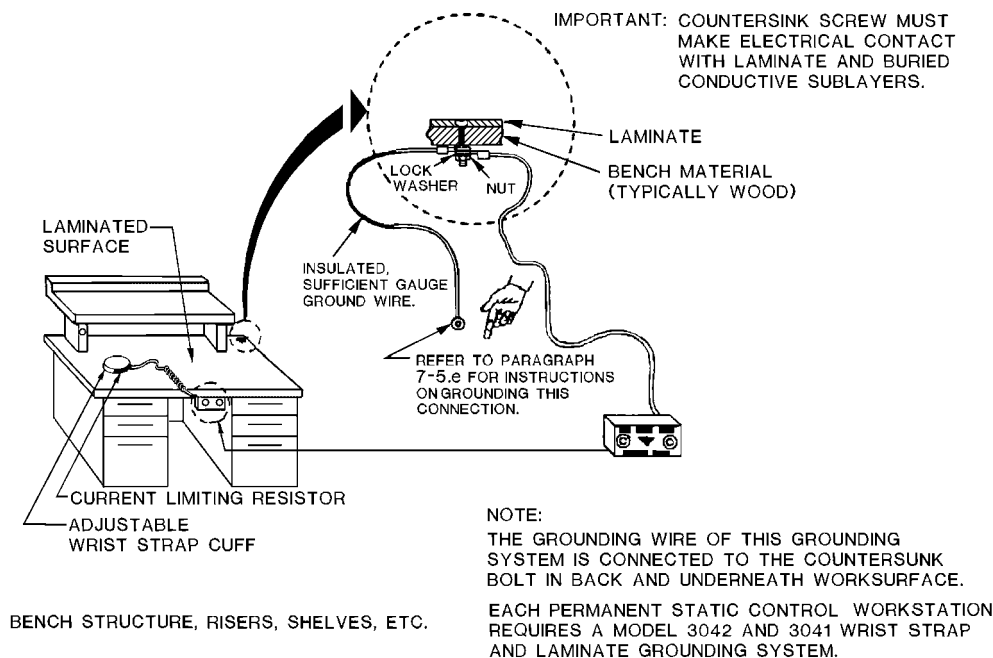 IMPORTANT: COUNTERSINK SCREW MUST
MAKE ELECTRICAL CONTACT
WITH LAMINATE AND BURIED
CONDUCTIVE SUBLAYERS.
LAMINATE
BENCH MATERIAL
(TYPICALLY WOOD)
LOCK
WASHER
NUT
LAMINATED
SURFACE
INSULATED,
SUFFICIENT GAUGE
GROUND WIRE.
REFER TO PARAGRAPH
7-5.e FOR INSTRUCTIONS
ON GROUNDING THIS
CONNECTION.
CURRENT LIMITING RESISTOR
ADJUSTABLE
WRIST STRAP CUFF
NOTE:
THE GROUNDING WIRE OF THIS GROUNDING
SYSTEM IS CONNECTED TO THE COUNTERSUNK
BOLT IN BACK AND UNDERNEATH WORKSURFACE.
BENCH STRUCTURE, RISERS, SHELVES, ETC.
EACH PERMANENT STATIC CONTROL WORKSTATION
REQUIRES A MODEL 3042 AND 3041 WRIST STRAP
AND LAMINATE GROUNDING SYSTEM.